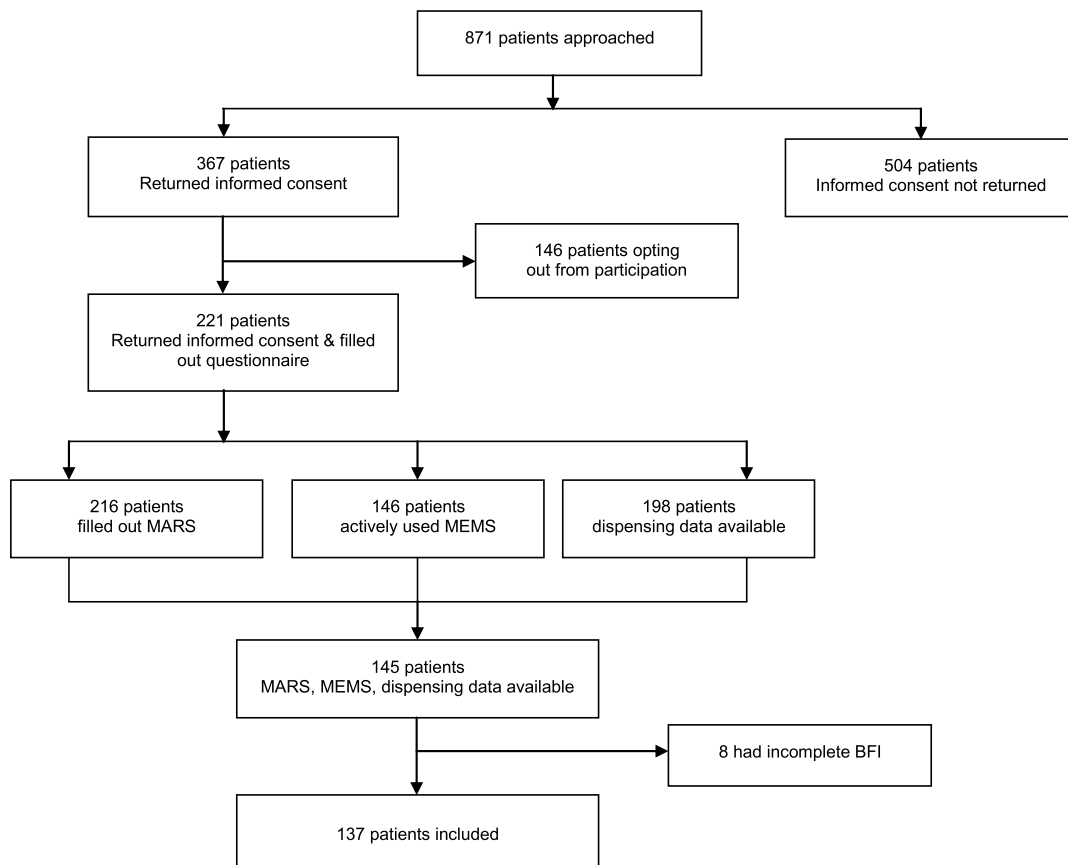 871 patients approached
367 patients
Returned informed consent
504 patients
Informed consent not returned
146 patients opting
out from participation
221 patients
Returned informed consent & filled
out questionnaire
216 patients
filled out MARS
146 patients
actively used MEMS
198 patients
dispensing data available
145 patients
MARS, MEMS, dispensing data available
8 had incomplete BFI
137 patients included